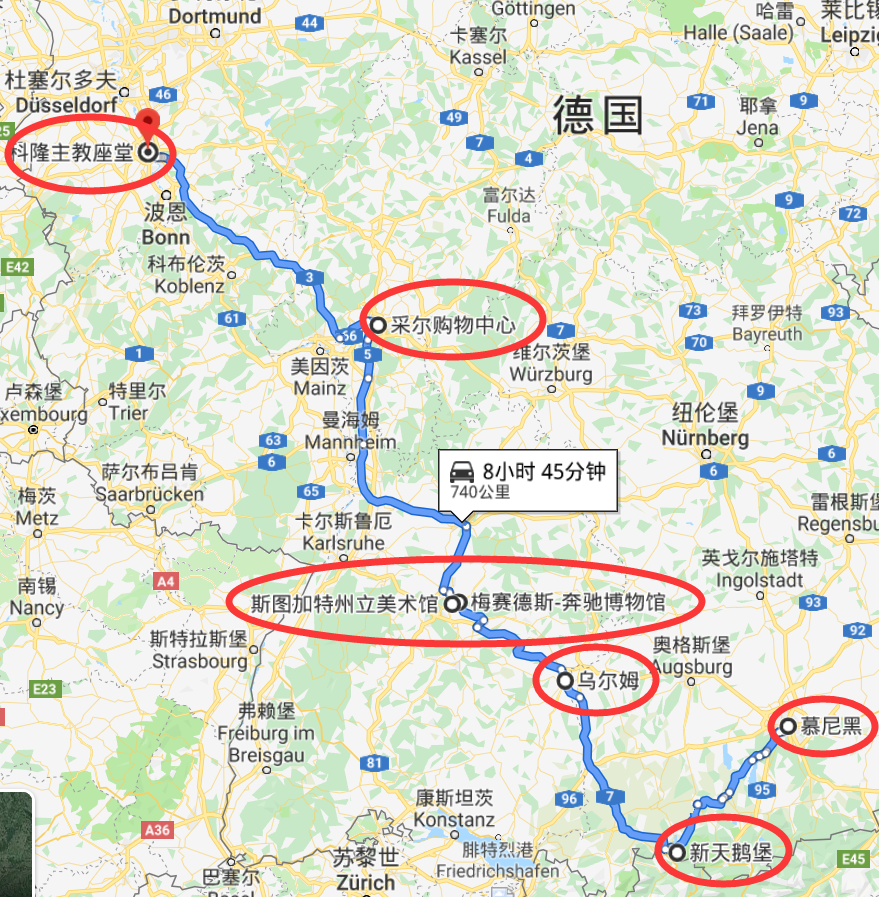 Göttingen
Dortmund
44
哈雷
Halle (Saale)
莱比锡
Leipzig
卡塞尔
Kassel
杜塞尔多夫
Düsseldorf
46
德国
71
9
49
耶拿
Jena
25
7
4
科隆主教座堂
富尔达
Fulda
9
72
波恩
Bonn
E42
科布伦茨
Koblenz
3
61
采尔购物中心
66
7
73
拜罗伊特
Bayreuth
93
70
1
5
美因茨
Mainz
维尔茨堡
Würzburg
卢森堡
xembourg
特里尔
Trier
9
曼海姆
Mannheim
纽伦堡
Nürnberg
63
6
6
6
萨尔布吕肯
Saarbrücken
8小时 45分钟
740公里
65
梅茨
Metz
卡尔斯鲁厄
Karlsruhe
雷根斯堡
Regensbu
英戈尔施塔特
Ingolstadt
A4
南锡
Nancy
斯图加特州立美术馆
梅赛德斯-奔驰博物馆
93
92
斯特拉斯堡
Strasbourg
奥格斯堡
Augsburg
E23
乌尔姆
弗赖堡
Freiburg im
Breisgau
慕尼黑
81
95
96
7
康斯坦茨
Konstanz
A36
腓特烈港
Friedrichshafen
苏黎世
Zürich
新天鹅堡
E45
巴塞尔
Basel